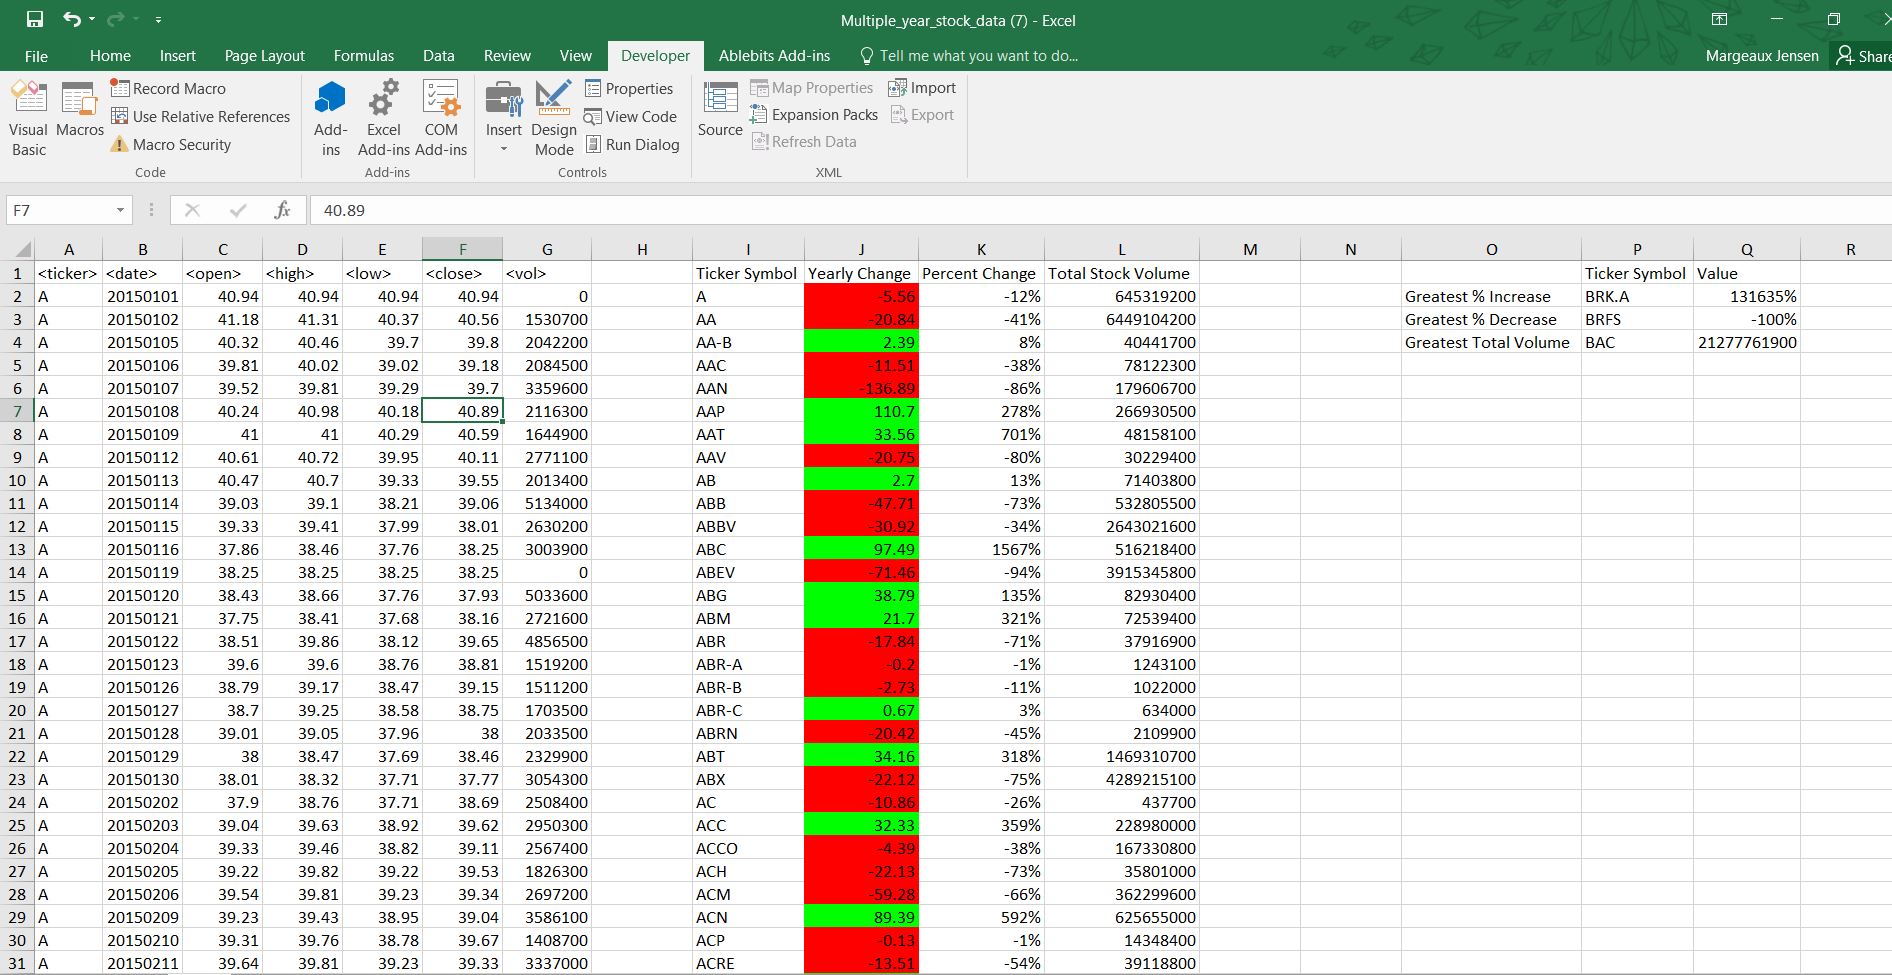 Multiple_year_stock_data (7) - Excel
File Home Insert Page Layout Formulas Data Review View Developer Ablebits Add-ins Tell me what you want to do... Margeaux Jensen Share
Visual Basic
Macros
Record Macro
Use Relative References
Macro Security
Code
Add-ins
Excel Add-ins
COM Add-ins
Add-ins
Insert
Design Mode
Properties
View Code
Run Dialog
Controls
Source
Map Properties
Expansion Packs
Refresh Data
Import
Export
XML
F7 fx 40.89
A B C D E F G H I J K L M N O P Q R
1 <ticker> <date> <open> <high> <low> <close> <vol> Ticker Symbol Yearly Change Percent Change Total Stock Volume Ticker Symbol Value
2 A 20150101 40.94 40.94 40.94 40.94 0 A -5.56 -12% 645319200 Greatest % Increase BRK.A 131635%
3 A 20150102 41.18 41.31 40.37 40.56 1530700 AA -20.84 -41% 6449104200 Greatest % Decrease BRFS -100%
4 A 20150105 40.32 40.46 39.7 39.8 2042200 AA-B 2.39 8% 40441700 Greatest Total Volume BAC 21277761900
5 A 20150106 39.81 40.02 39.02 39.18 2084500 AAC -11.51 -38% 78122300
6 A 20150107 39.52 39.81 39.29 39.7 3359600 AAN -136.89 -86% 179606700
7 A 20150108 40.24 40.98 40.18 40.89 2116300 AAP 110.7 278% 266930500
8 A 20150109 41 41 40.29 40.59 1644900 AAT 33.56 701% 48158100
9 A 20150112 40.61 40.72 39.95 40.11 2771100 AAV -20.75 -80% 30229400
10 A 20150113 40.47 40.7 39.33 39.55 2013400 AB 2.7 13% 71403800
11 A 20150114 39.03 39.1 38.21 39.06 5134000 ABB -47.71 -73% 532805500
12 A 20150115 39.33 39.41 37.99 38.01 2630200 ABBV -30.92 -34% 2643021600
13 A 20150116 37.86 38.46 37.76 38.25 3003900 ABC 97.49 1567% 516218400
14 A 20150119 38.25 38.25 38.25 38.25 0 ABEV -71.46 -94% 3915345800
15 A 20150120 38.43 38.66 37.76 37.93 5033600 ABG 38.79 135% 82930400
16 A 20150121 37.75 38.41 37.68 38.16 2721600 ABM 21.7 321% 72539400
17 A 20150122 38.51 39.86 38.12 39.65 4856500 ABR -17.84 -71% 37916900
18 A 20150123 39.6 39.6 38.76 38.81 1519200 ABR-A -0.2 -1% 1243100
19 A 20150126 38.79 39.17 38.47 39.15 1511200 ABR-B -2.73 -11% 1022000
20 A 20150127 38.7 39.25 38.58 38.75 1703500 ABR-C 0.67 3% 634000
21 A 20150128 39.01 39.05 37.96 38 2033500 ABRN -20.42 -45% 2109900
22 A 20150129 38 38.47 37.69 38.46 2329900 ABT 34.16 318% 1469310700
23 A 20150130 38.01 38.32 37.71 37.77 3054300 ABX -22.12 -75% 4289215100
24 A 20150202 37.9 38.76 37.71 38.69 2508400 AC -10.86 -26% 437700
25 A 20150203 39.04 39.63 38.92 39.62 2950300 ACC 32.33 359% 228980000
26 A 20150204 39.33 39.46 38.82 39.11 2567400 ACCO -4.39 -38% 167330800
27 A 20150205 39.22 39.82 39.22 39.53 1826300 ACH -22.13 -73% 35801000
28 A 20150206 39.54 39.81 39.23 39.34 2697200 ACM -59.28 -66% 362299600
29 A 20150209 39.23 39.43 38.95 39.04 3586100 ACN 89.39 592% 625655000
30 A 20150210 39.31 39.76 38.78 39.67 1408700 ACP -0.13 -1% 14348400
31 A 20150211 39.64 39.81 39.23 39.33 3337000 ACRE -13.51 -54% 39118800